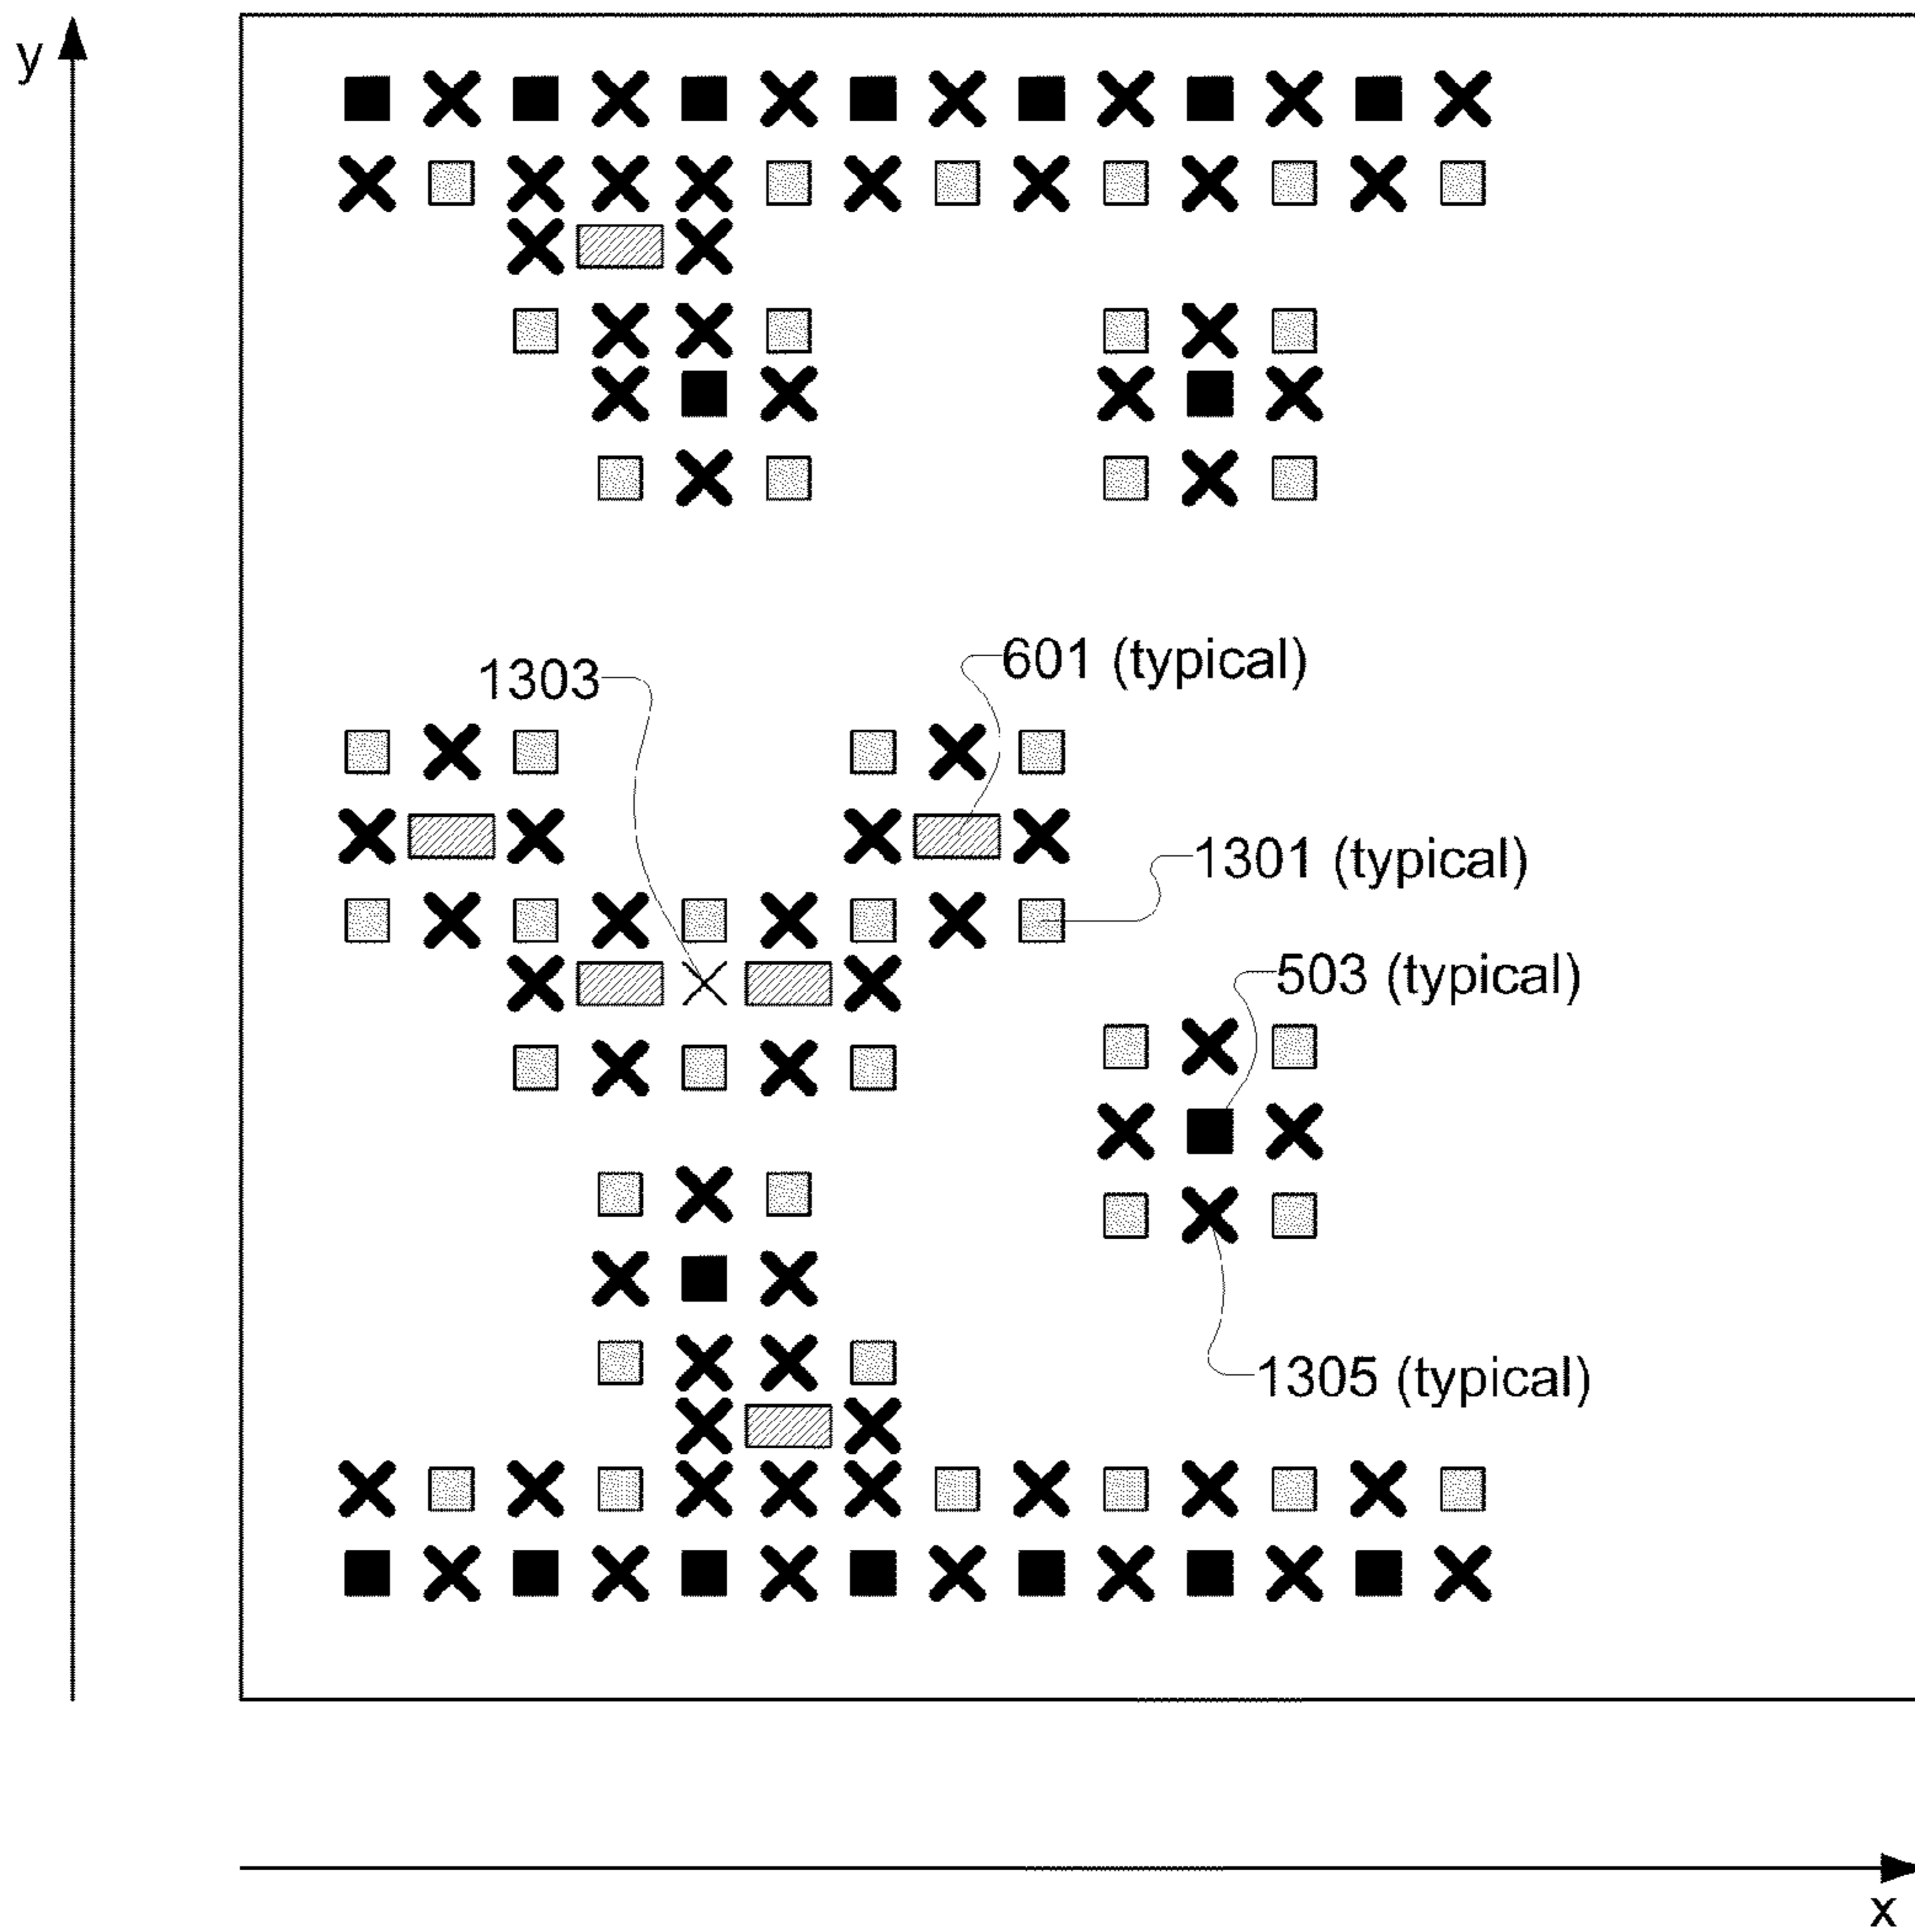 y
601 (typical)
1303
1301 (typical)
503 (typical)
1305 (typical)
x